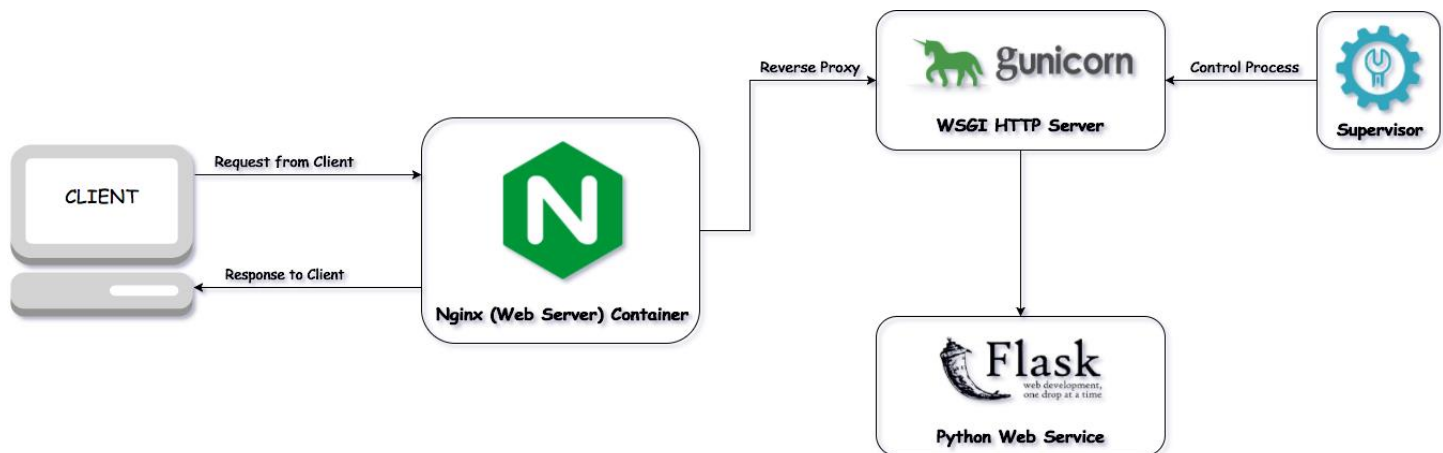 CLIENT
Request from Client
Response to Client
N
Nginx (Web Server) Container
Reverse Proxy
gunicorn
WSGI HTTP Server
Control Process
Supervisor
Flask
web development,
one drop at a time
Python Web Service